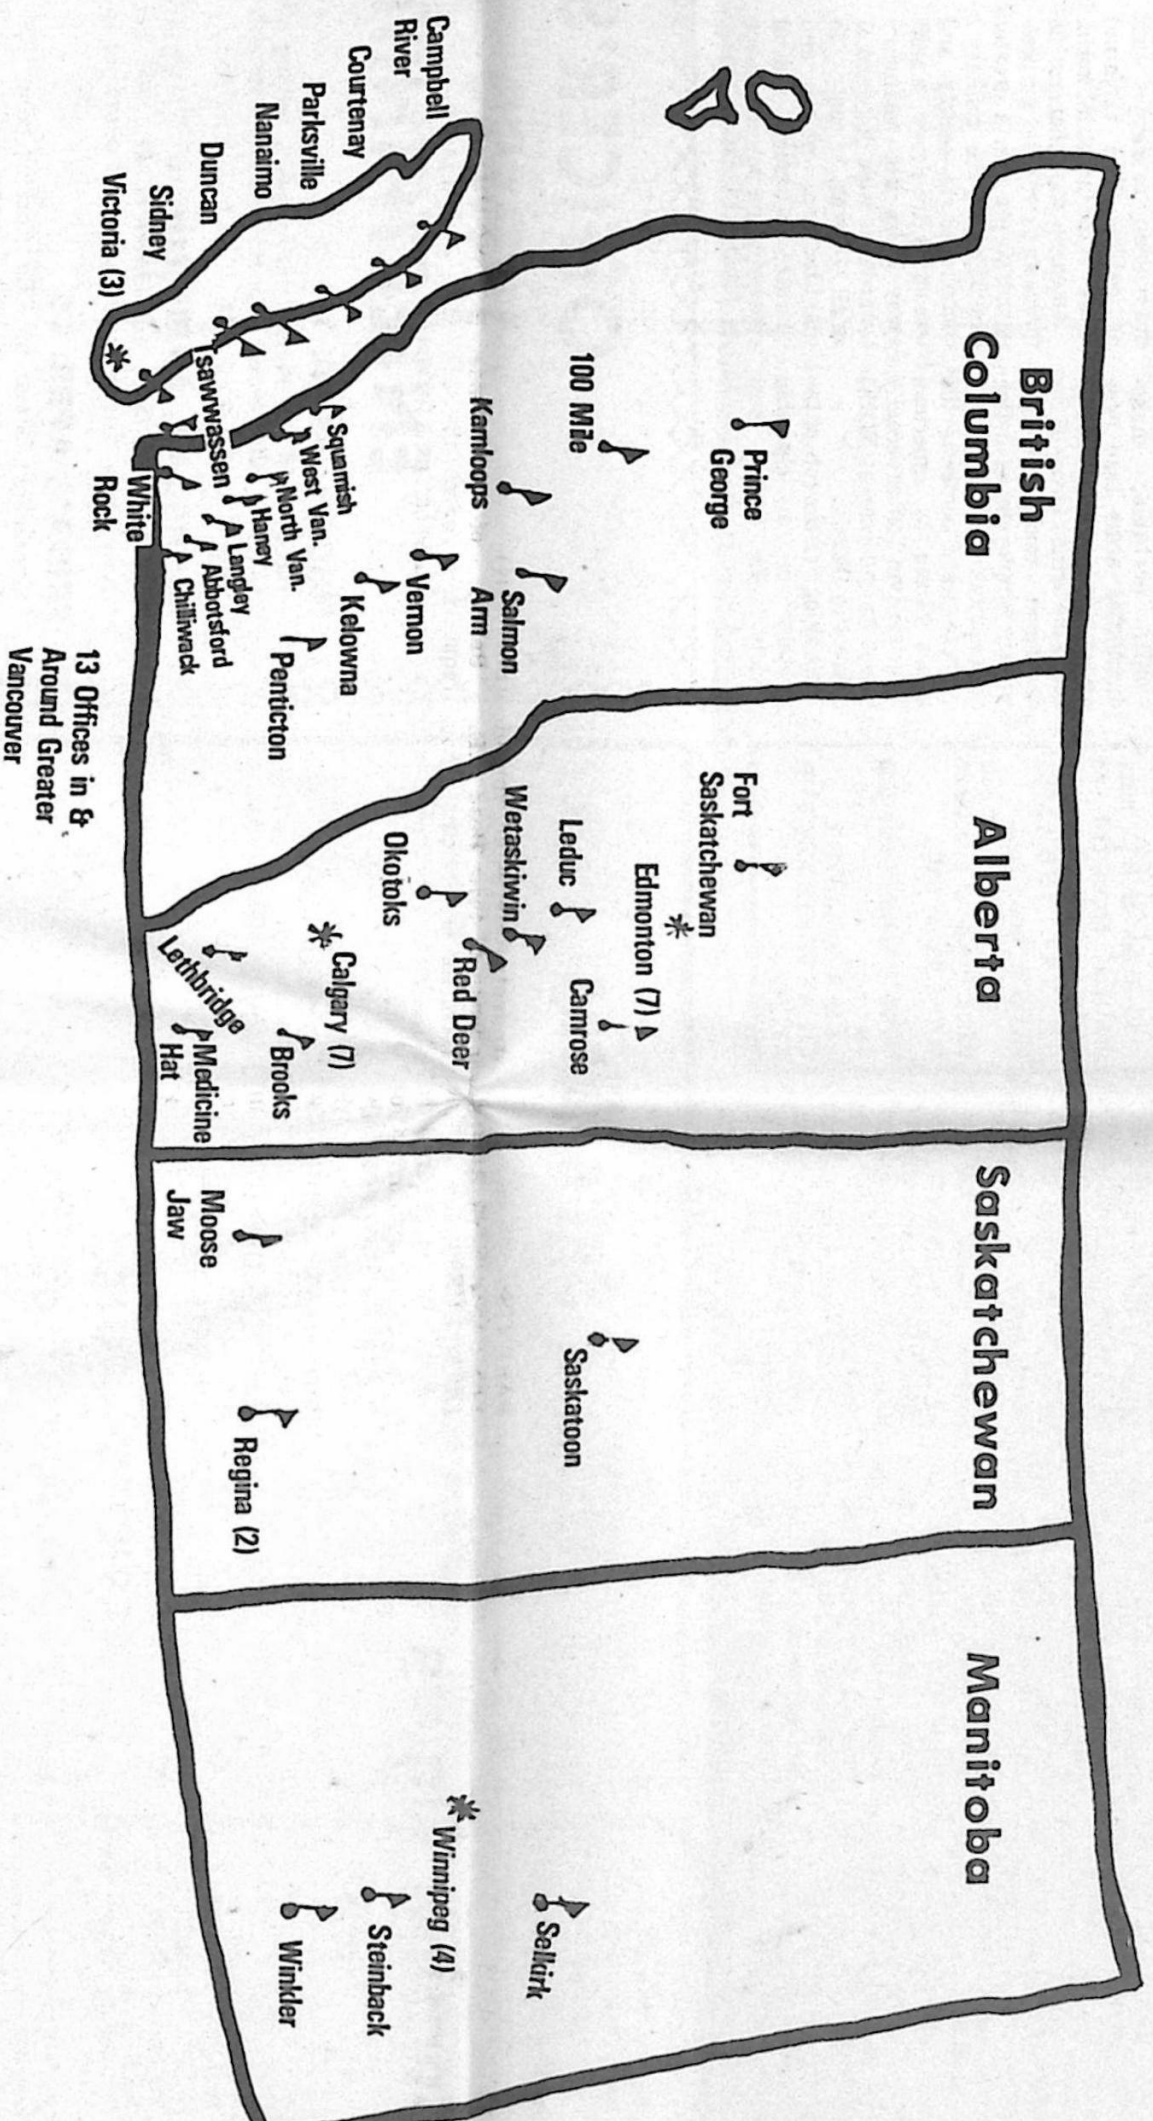 British
Columbia
Alberta
Saskatchewan
Manitoba
Prince
George
100 Mile
Kamloops
Salmon
Arm
Vernon
Kelowna
Penticton
Campbell
River
Courtenay
Parksville
Nanaimo
Duncan
Sidney
Victoria (3)
Squamish
West Van.
North Van.
Haney
Langley
Abbotsford
Chilliwack
Tsawwassen
White
Rock
13 Offices in &
Around Greater
Vancouver
Fort
Saskatchewan
Edmonton (7)
Leduc
Camrose
Wetaskiwin
Red Deer
Okotoks
Calgary (7)
Brooks
Lethbridge
Medicine
Hat
Saskatoon
Moose
Jaw
Regina (2)
Selkirk
Winnipeg (4)
Steinback
Winkler